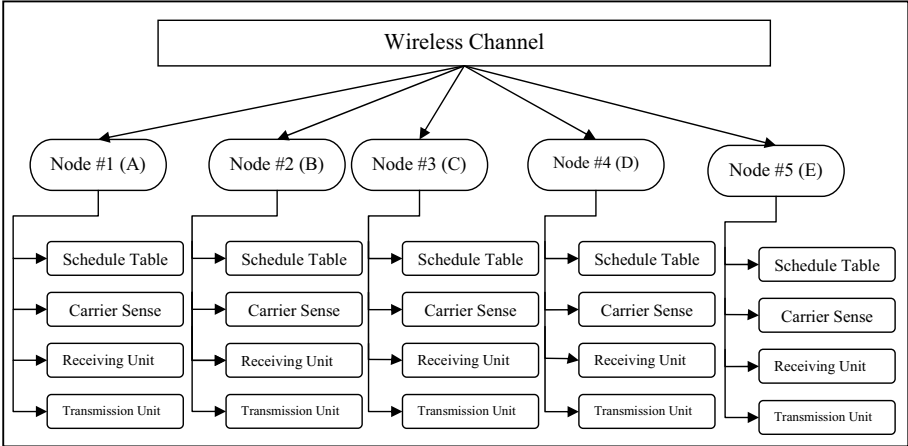 Wireless Channel
Node #1 (A)
Node #2 (B)
Node #3 (C)
Node #4 (D)
Node #5 (E)
Schedule Table
Carrier Sense
Receiving Unit
Transmission Unit
Schedule Table
Carrier Sense
Receiving Unit
Transmission Unit
Schedule Table
Carrier Sense
Receiving Unit
Transmission Unit
Schedule Table
Carrier Sense
Receiving Unit
Transmission Unit
Schedule Table
Carrier Sense
Receiving Unit
Transmission Unit